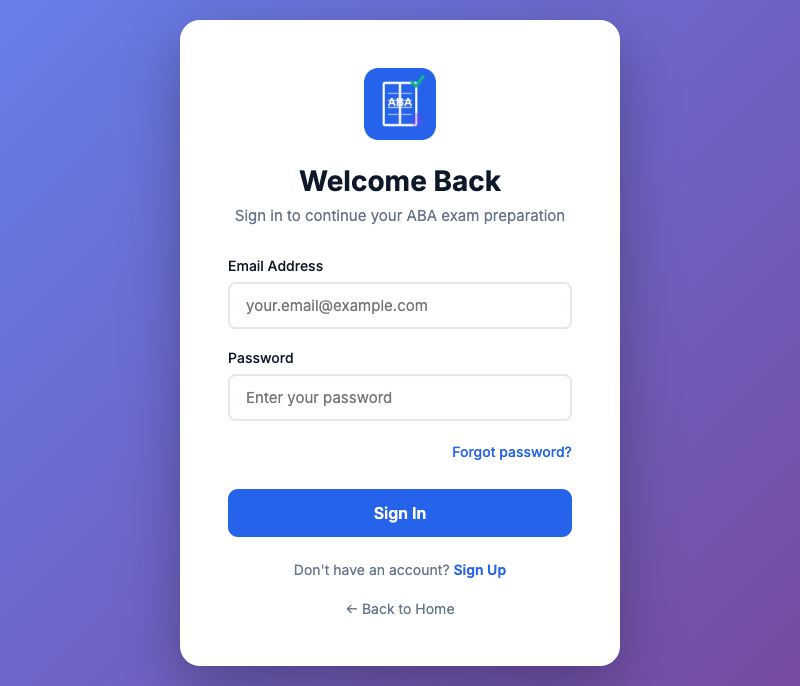 ABA
Welcome Back
Sign in to continue your ABA exam preparation
Email Address
your.email@example.com
Password
Enter your password
Forgot password?
Sign In
Don't have an account? Sign Up
← Back to Home